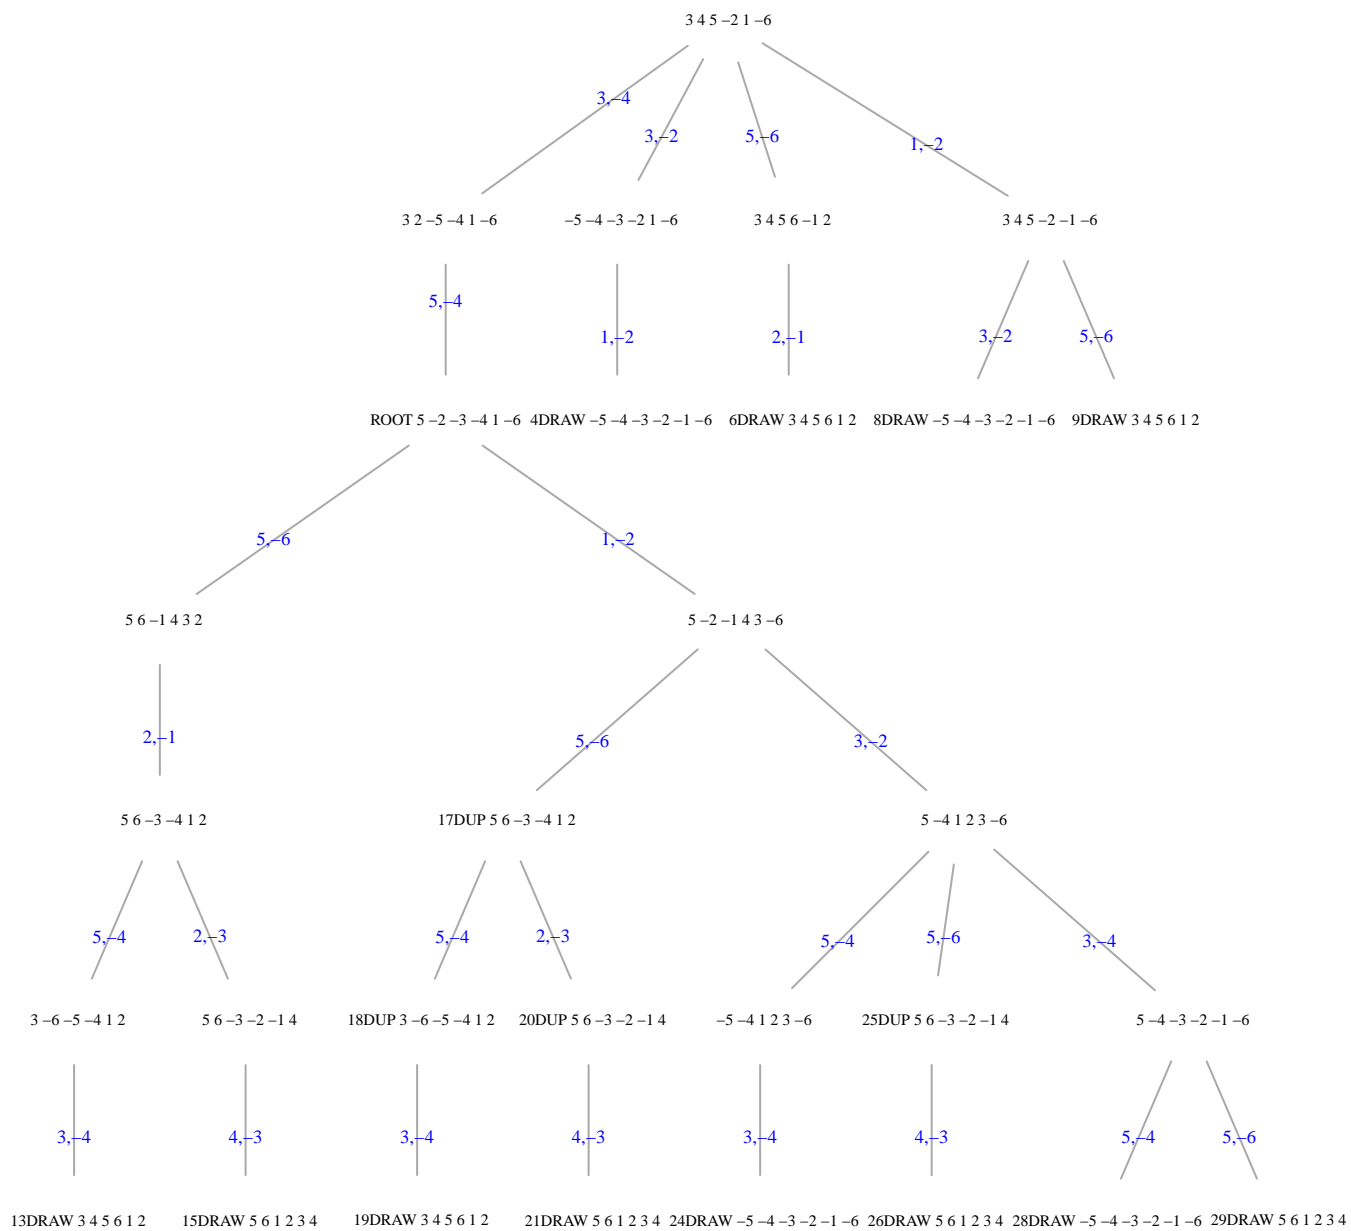 3 4 5 –2 1 –6
3,–4
3,–2
5,–6
1,–2
3 2 –5 –4 1 –6
–5 –4 –3 –2 1 –6
3 4 5 6 –1 2
3 4 5 –2 –1 –6
5,–4
1,–2
2,–1
3,–2
5,–6
ROOT 5 –2 –3 –4 1 –6
4DRAW –5 –4 –3 –2 –1 –6
6DRAW 3 4 5 6 1 2
8DRAW –5 –4 –3 –2 –1 –6
9DRAW 3 4 5 6 1 2
5,–6
1,–2
5 6 –1 4 3 2
5 –2 –1 4 3 –6
2,–1
5,–6
3,–2
5 6 –3 –4 1 2
17DUP 5 6 –3 –4 1 2
5 –4 1 2 3 –6
5,–4
2,–3
5,–4
2,–3
5,–4
5,–6
3,–4
3 –6 –5 –4 1 2
5 6 –3 –2 –1 4
18DUP 3 –6 –5 –4 1 2
20DUP 5 6 –3 –2 –1 4
–5 –4 1 2 3 –6
25DUP 5 6 –3 –2 –1 4
5 –4 –3 –2 –1 –6
3,–4
4,–3
3,–4
4,–3
3,–4
4,–3
5,–4
5,–6
13DRAW 3 4 5 6 1 2
15DRAW 5 6 1 2 3 4
19DRAW 3 4 5 6 1 2
21DRAW 5 6 1 2 3 4
24DRAW –5 –4 –3 –2 –1 –6
26DRAW 5 6 1 2 3 4
28DRAW –5 –4 –3 –2 –1 –6
29DRAW 5 6 1 2 3 4